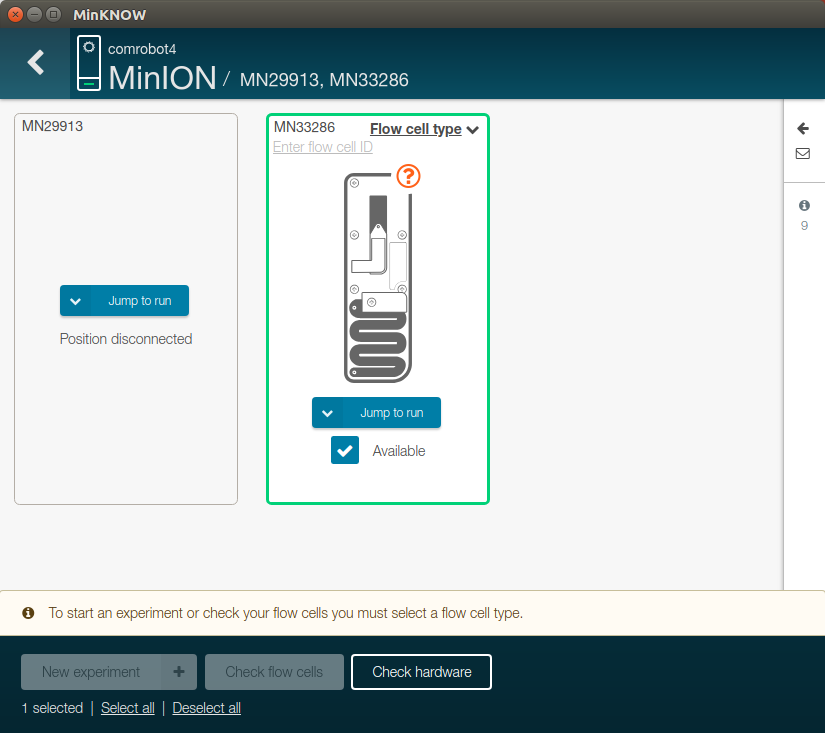 MinKNOW
comrobot4
MinION / MN29913, MN33286
MN29913
Jump to run
Position disconnected
MN33286 Flow cell type
Enter flow cell ID
?
Jump to run
Available
9
To start an experiment or check your flow cells you must select a flow cell type.
New experiment + Check flow cells Check hardware
1 selected | Select all | Deselect all